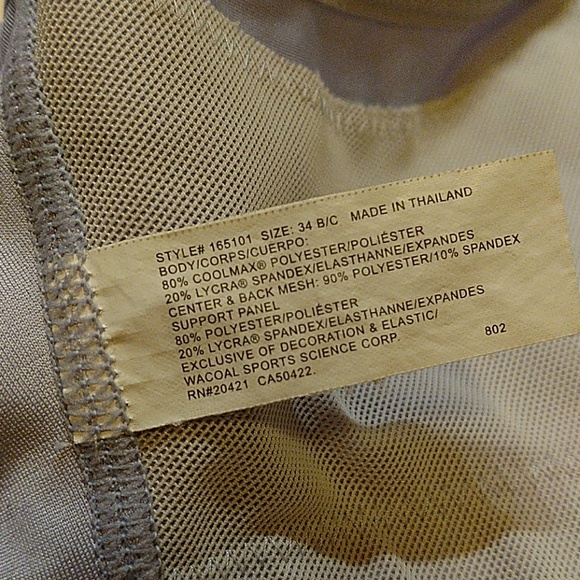 STYLE# 165101 SIZE: 34 B/C MADE IN THAILAND
BODY/CORPS/CUERPO:
80% COOLMAX® POLYESTER/POLIÉSTER
20% LYCRA® SPANDEX/ELASTHANNE/EXPANDES
CENTER & BACK MESH: 90% POLYESTER/10% SPANDEX
SUPPORT PANEL
80% POLYESTER/POLIÉSTER
20% LYCRA® SPANDEX/ELASTHANNE/EXPANDES
EXCLUSIVE OF DECORATION & ELASTIC/
WACOAL SPORTS SCIENCE CORP. 802
RN#20421 CA50422.